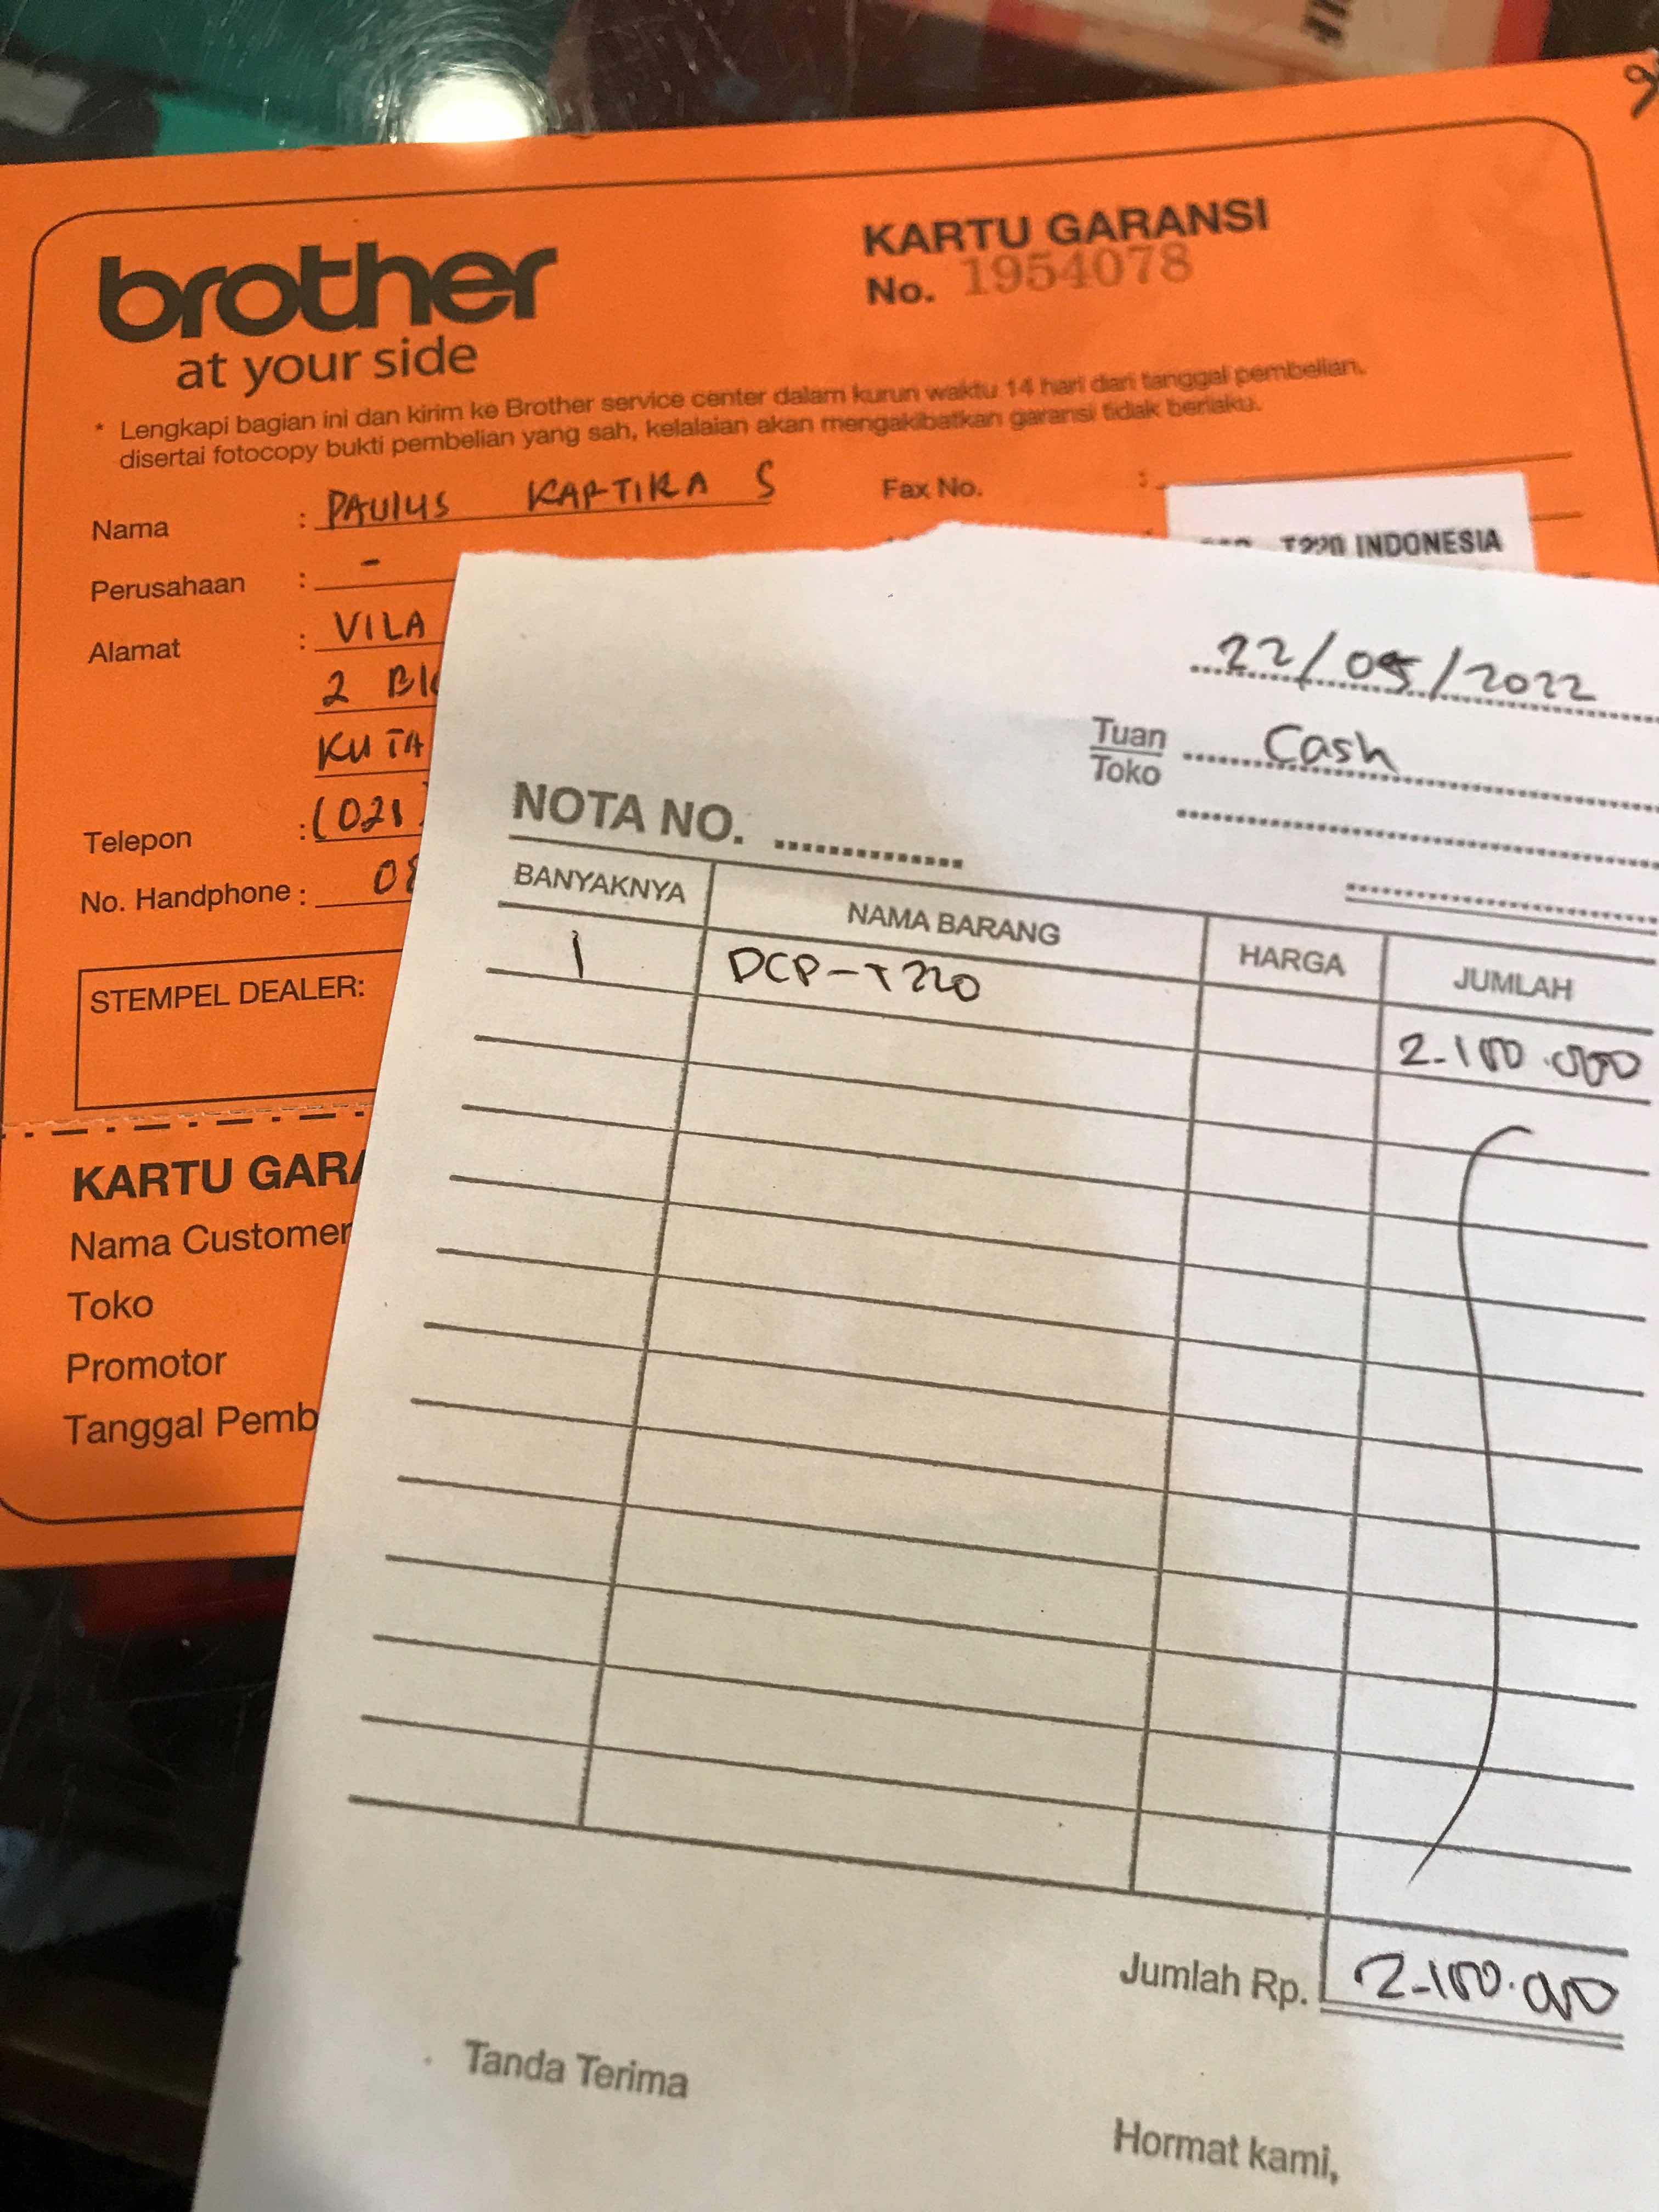 brother
at your side
KARTU GARANSI
No. 1954078
* Lengkapi bagian ini dan kirim ke Brother service center dalam kurun waktu 14 hari dari tanggal pembelian.
disertai fotocopy bukti pembelian yang sah, kelalaian akan mengakibatkan garansi tidak berlaku.
Nama : PAULUS KARTIKA S
Fax No. :
T220 INDONESIA
Perusahaan : -
Alamat : VILA
2
KUTA
Telepon : (021
No. Handphone : 08
STEMPEL DEALER:
KARTU
Nama Customer
Toko
Promotor
Tanggal
22/05/2022
Tuan
Toko
Cash
NOTA NO.
BANYAKNYA NAMA BARANG HARGA JUMLAH
1 DCP-T220 2.100.000
Jumlah Rp. 2.100.000
Tanda Terima
Hormat kami,